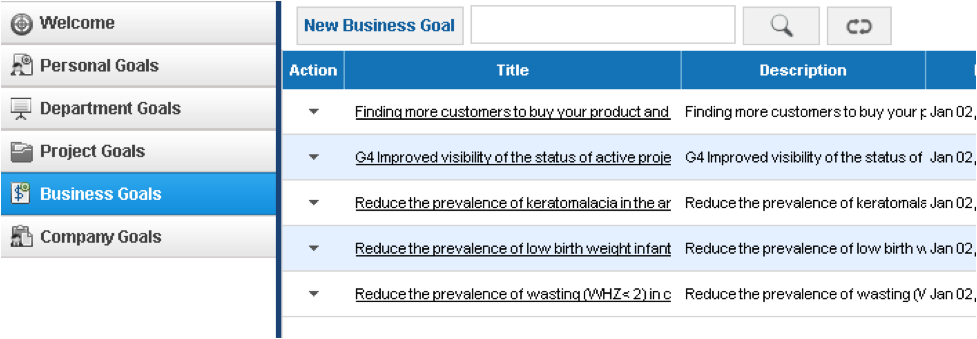 Welcome
Personal Goals
Department Goals
Project Goals
Business Goals
Company Goals
New Business Goal
Action Title Description
Finding more customers to buy your product and Finding more customers to buy your p Jan 02,
G4 Improved visibility of the status of active proje G4 Improved visibility of the status of Jan 02,
Reduce the prevalence of keratomalacia in the ar Reduce the prevalence of keratomala Jan 02,
Reduce the prevalence of low birth weight infant Reduce the prevalence of low birth w Jan 02,
Reduce the prevalence of wasting (WHZ< 2) in c Reduce the prevalence of wasting (W Jan 02,